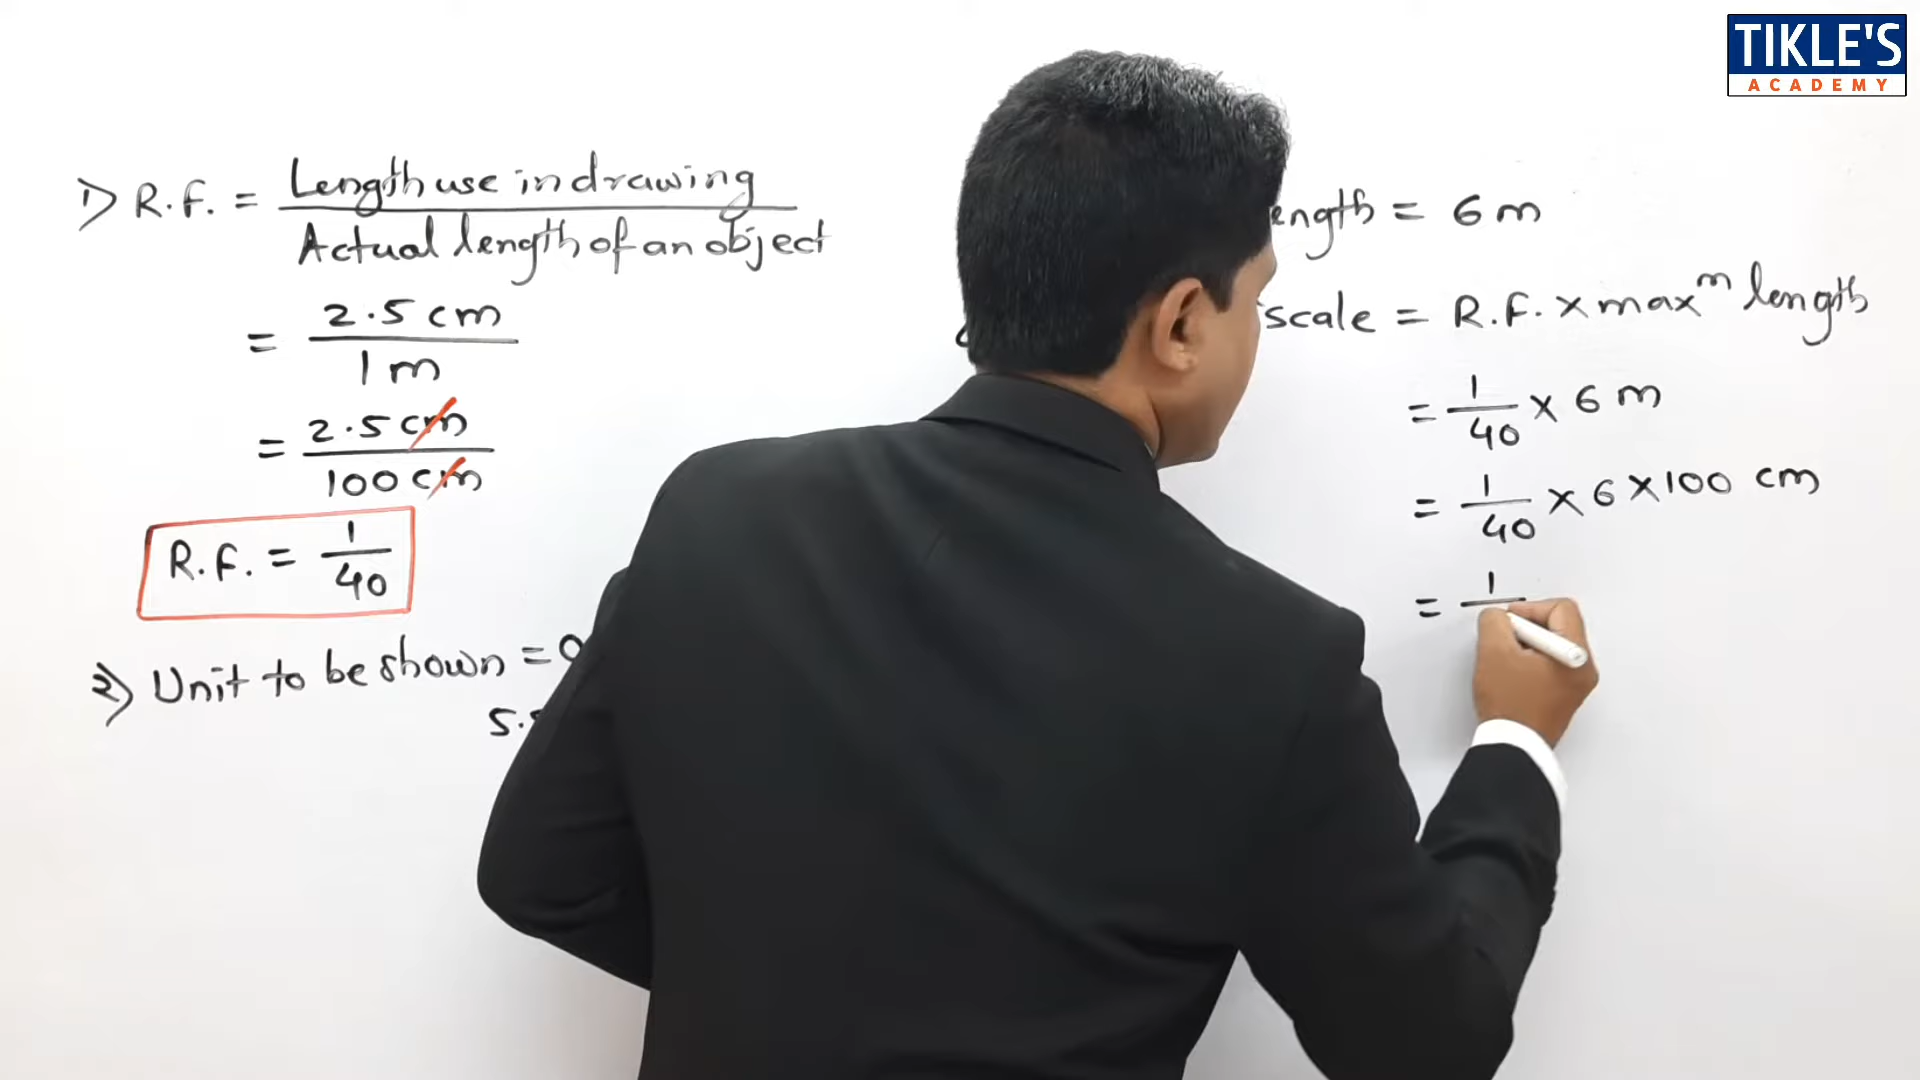 TIKLE'S
ACADEMY
1) R.F. = Length use in drawing
Actual length of an object
= 2.5 cm
1 m
= 2.5 cm
100 cm
R.F. = 1
40
2) Unit to be shown =
5.
ength = 6 m
scale = R.F. × max^m length
= 1/40 × 6 m
= 1/40 × 6 × 100 cm
= 1